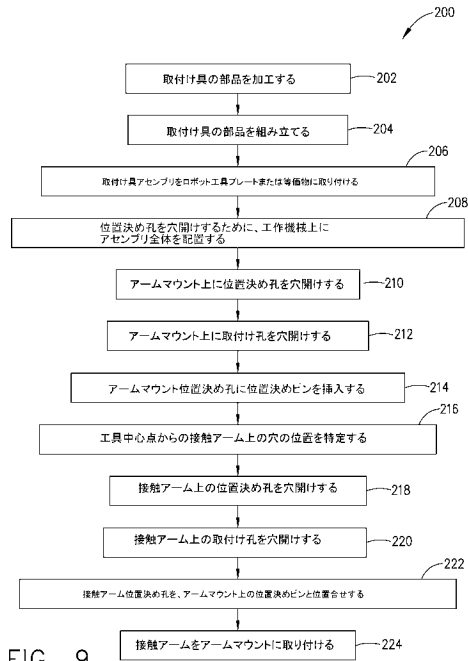 200
取付け具の部品を加工する
202
取付け具の部品を組み立てる
204
206
取付け具アセンブリをロボット工具プレートまたは等価物に取り付ける
208
位置決め孔を穴開けするために、工作機械上に
アセンブリ全体を配置する
アームマウント上に位置決め孔を穴開けする
210
アームマウント上に取付け孔を穴開けする
212
アームマウント位置決め孔に位置決めピンを挿入する
214
216
工具中心点からの接触アーム上の穴の位置を特定する
接触アーム上の位置決め孔を穴開けする
218
接触アーム上の取付け孔を穴開けする
220
222
接触アーム位置決め孔を、アームマウント上の位置決めピンと位置合せする
接触アームをアームマウントに取り付ける
224
FIG. 9